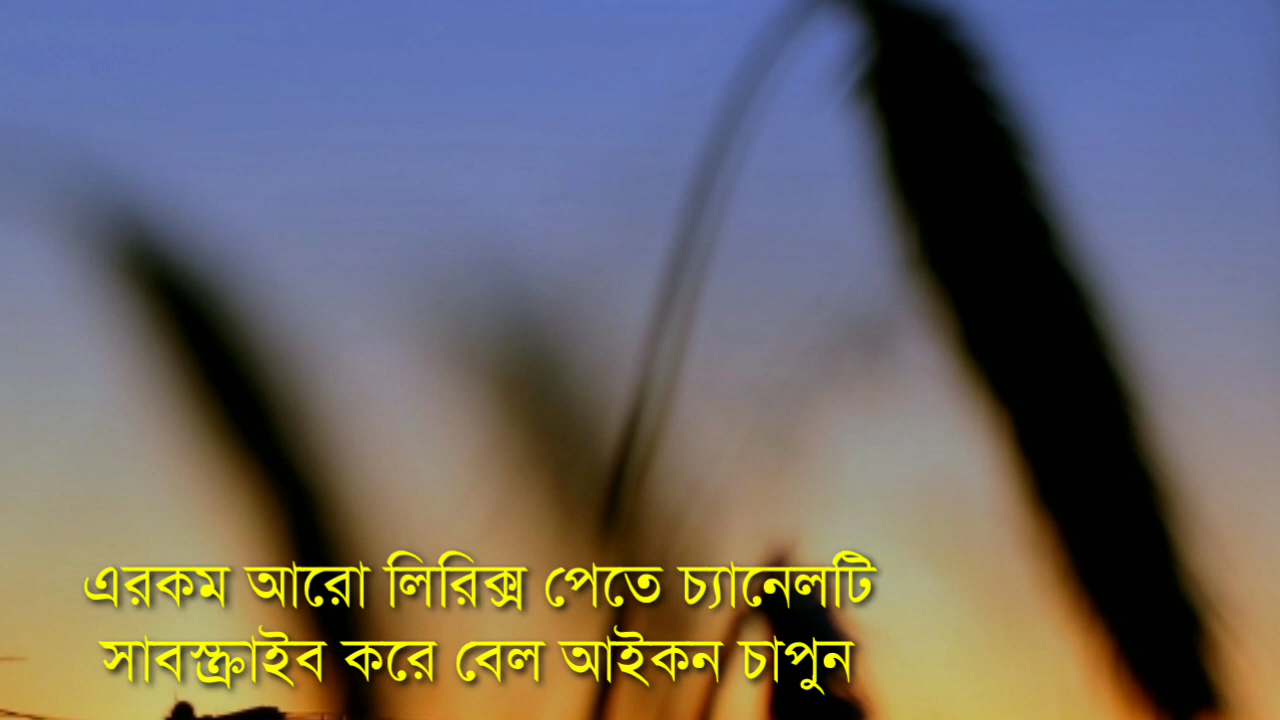 এরকম আরো লিরিক্স পেতে চ্যানেলটি
সাবস্ক্রাইব করে বেল আইকন চাপুন